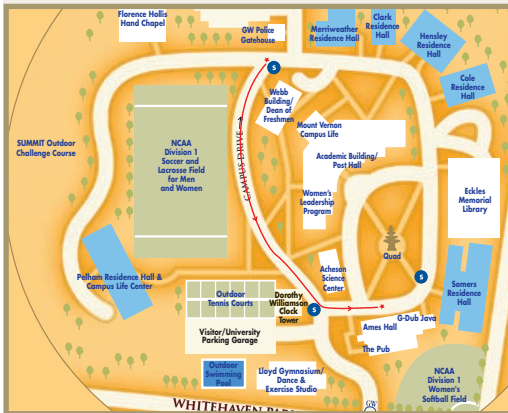 Florence Hollis
Hand Chapel
GW Police
Gatehouse
Merriweather
Residence Hall
Clark
Residence
Hall
Hensley
Residence
Hall
Cole
Residence
Hall
S
Webb
Building/
Dean of
Freshmen
Mount Vernon
Campus Life
SUMMIT Outdoor
Challenge Course
NCAA
Division 1
Soccer and
Lacrosse Field
for Men
and Women
CAMPUS DRIVE
Academic Building/
Post Hall
Women's
Leadership
Program
Eckles
Memorial
Library
Quad
Pelham Residence Hall &
Campus Life Center
Acheson
Science
Center
S
Somers
Residence
Hall
Outdoor
Tennis Courts
Dorothy
Williamson
Clock
Tower
S
G-Dub Java
Ames Hall
The Pub
Visitor/University
Parking Garage
Outdoor
Swimming
Pool
Lloyd Gymnasium/
Dance &
Exercise Studio
NCAA
Division 1
Women's
Softball Field
GW
WHITEHAVEN